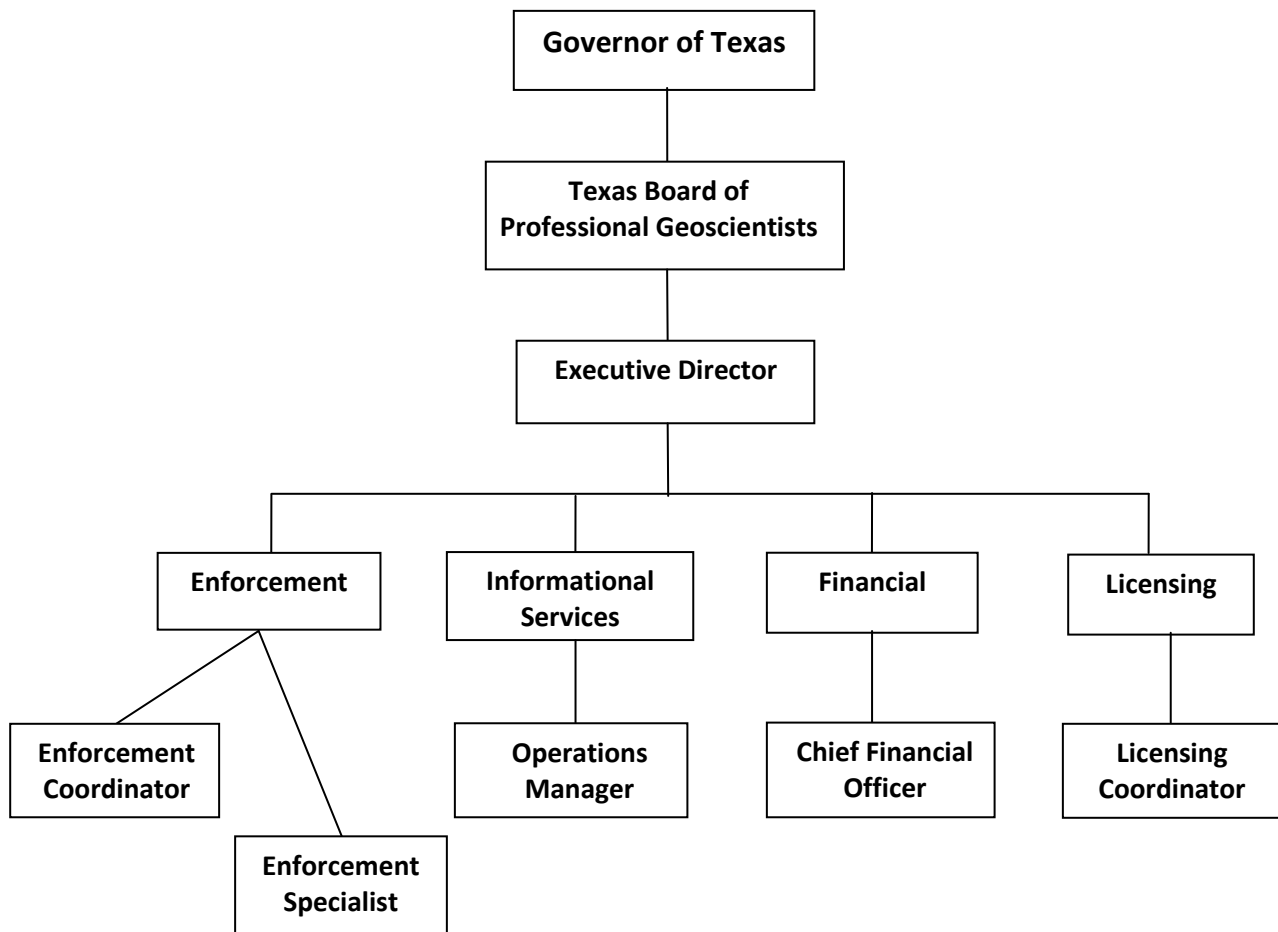 Governor of Texas
Texas Board of
Professional Geoscientists
Executive Director
Enforcement
Informational
Services
Financial
Licensing
Enforcement
Coordinator
Operations
Manager
Chief Financial
Officer
Licensing
Coordinator
Enforcement
Specialist